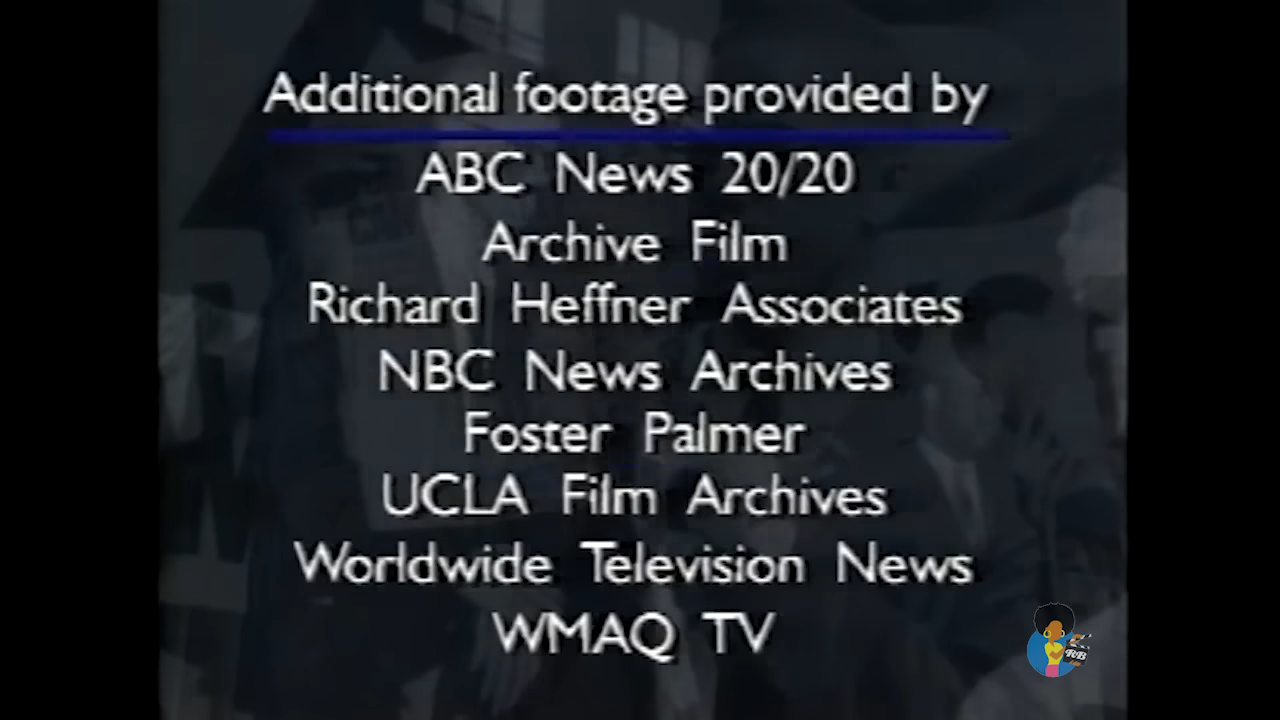 Additional footage provided by
ABC News 20/20
Archive Film
Richard Heffner Associates
NBC News Archives
Foster Palmer
UCLA Film Archives
Worldwide Television News
WMAQ TV
RB